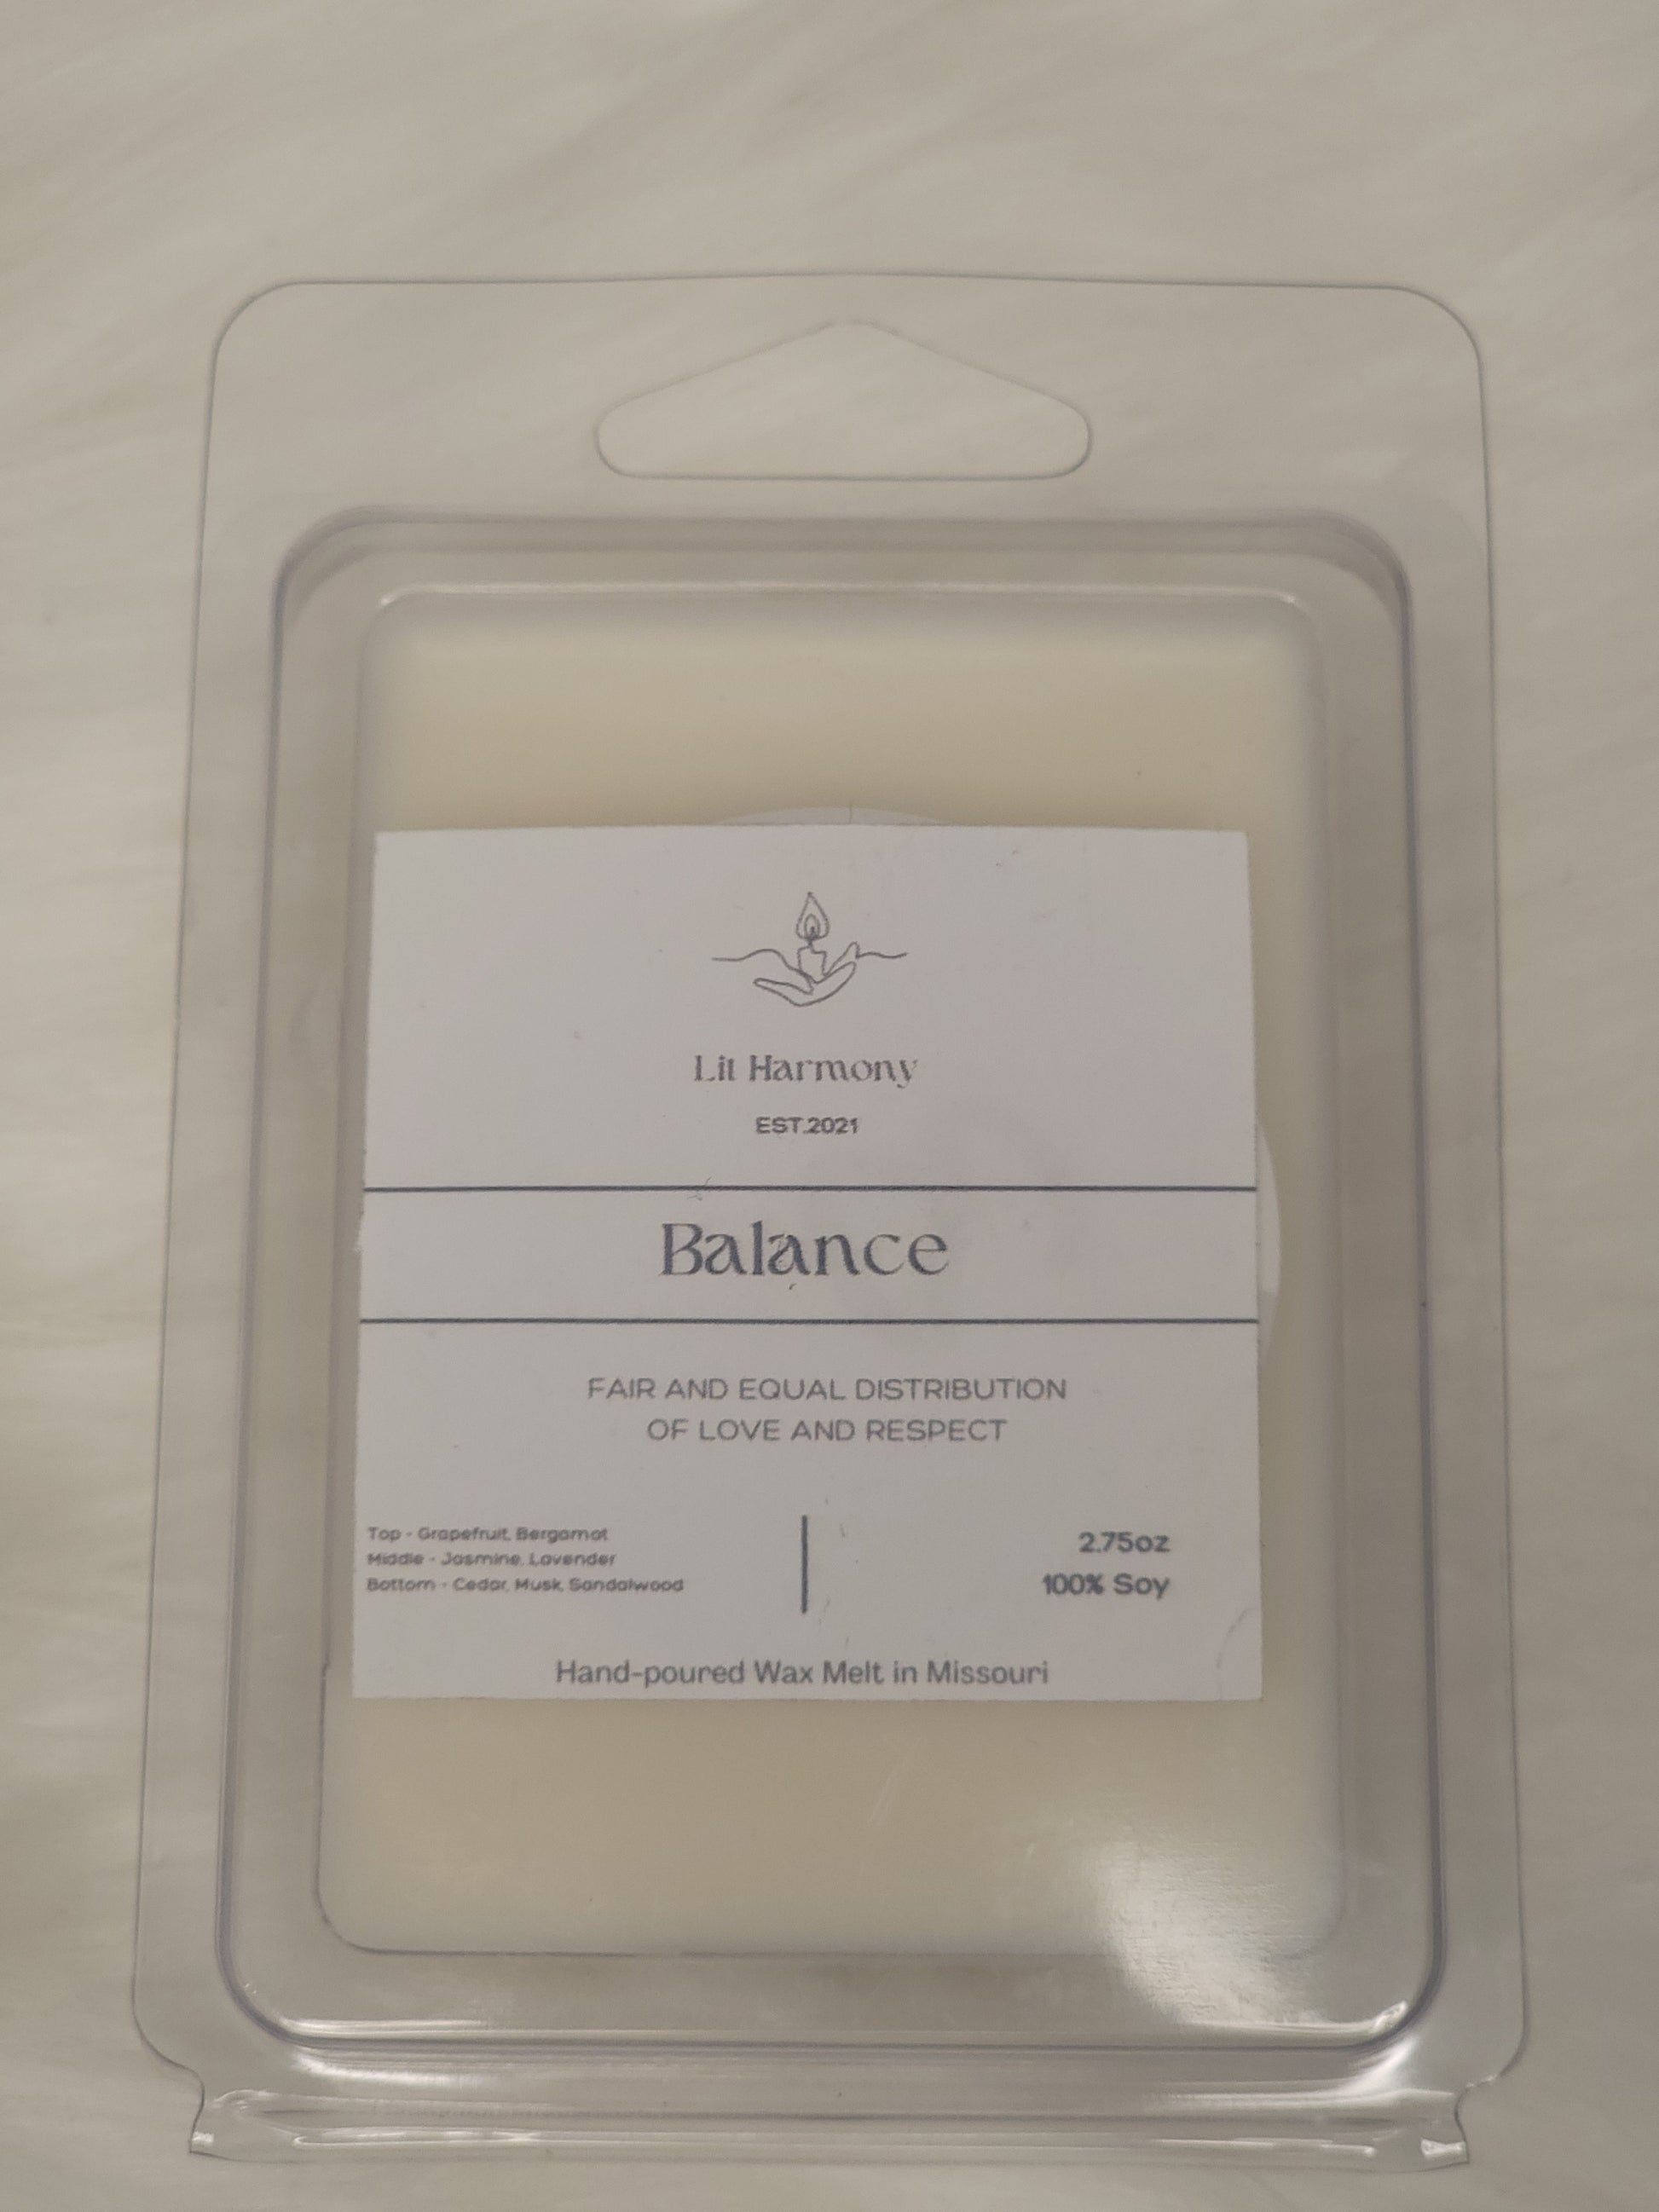 Lit Harmony
EST.2021
Balance
FAIR AND EQUAL DISTRIBUTION
OF LOVE AND RESPECT
Top - Grapefruit, Bergamot
Middle - Jasmine, Lavender
Bottom - Cedar, Musk, Sandalwood
2.75oz
100% Soy
Hand-poured Wax Melt in Missouri